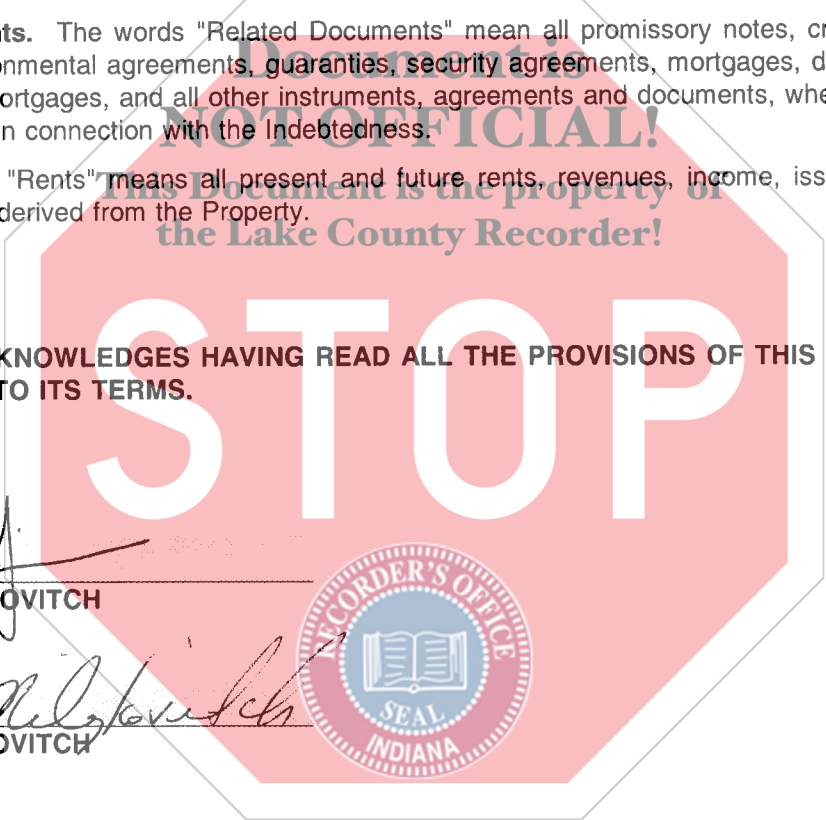 ts. The words "Related Documents" mean all promissory notes, cr
onmental agreements, guaranties, security agreements, mortgages, d
ortgages, and all other instruments, agreements and documents, whe
n connection with the Indebtedness.
"Rents" means all present and future rents, revenues, income, iss
derived from the Property.
Document is
NOT OFFICIAL!
This Document is the property of
the Lake County Recorder!
STOP
KNOWLEDGES HAVING READ ALL THE PROVISIONS OF THIS
TO ITS TERMS.
OVITCH
OVITCH
RECORDER'S OFFICE
SEAL
INDIANA